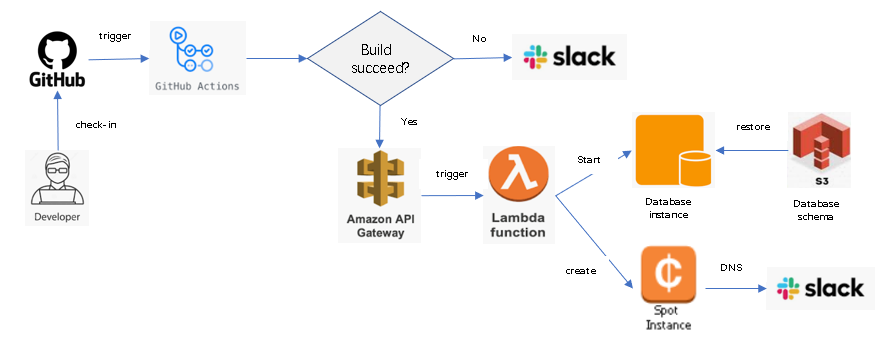 trigger
No
Build
succeed?
slack
GitHub
GitHub Actions
check-in
Yes
restore
trigger
Start
S3
Developer
Amazon API
Gateway
Lambda
function
Database
instance
Database
schema
create
DNS
slack
Spot
Instance